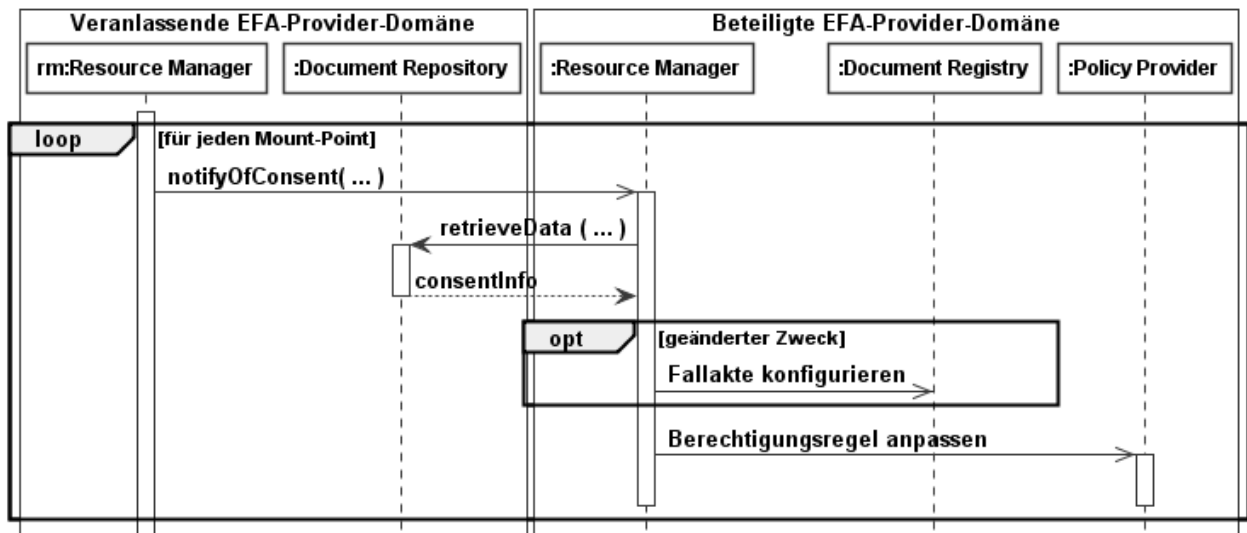 Veranlassende EFA-Provider-Domäne
Beteiligte EFA-Provider-Domäne
rm:Resource Manager
:Document Repository
:Resource Manager
:Document Registry
:Policy Provider
loop
[für jeden Mount-Point]
notifyOfConsent( ... )
retrieveData ( ... )
consentInfo
opt
[geänderter Zweck]
Fallakte konfigurieren
Berechtigungsregel anpassen